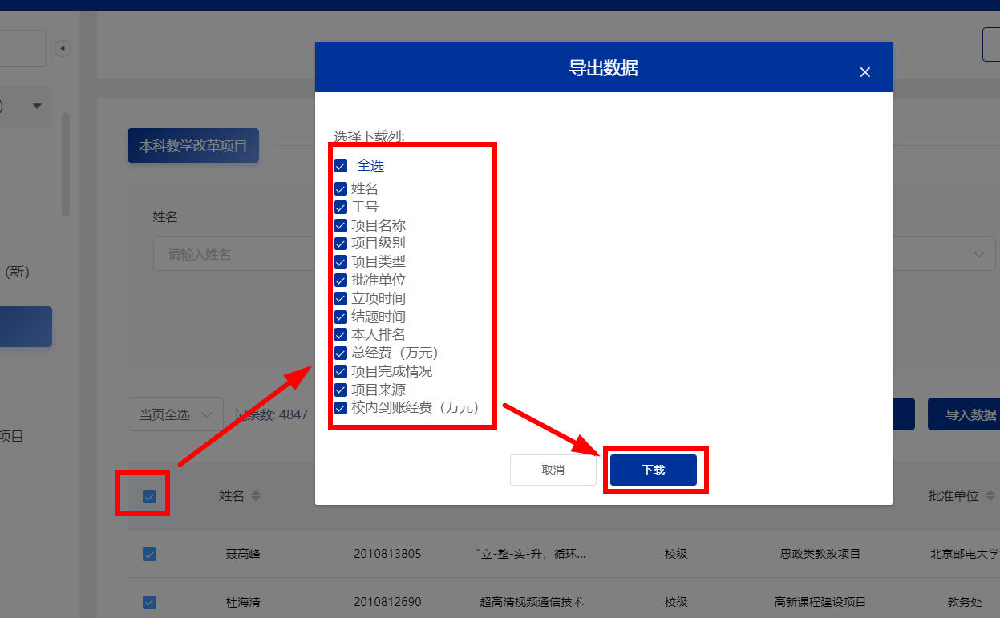 导出数据
选择下载列:
全选
姓名
工号
项目名称
项目级别
项目类型
批准单位
立项时间
结题时间
本人排名
总经费（万元）
项目完成情况
项目来源
校内到账经费（万元）
取消
下载
)
(新)
项目
本科教学改革项目
姓名
请输入姓名
当页全选
记录数: 4847
导入数据
姓名
批准单位
聂高峰 2010813805 “立-整-实-升，循环... 校级 思政类教改项目 北京邮电大学
杜海清 2010812690 超高清视频通信技术 校级 高新课程建设项目 教务处